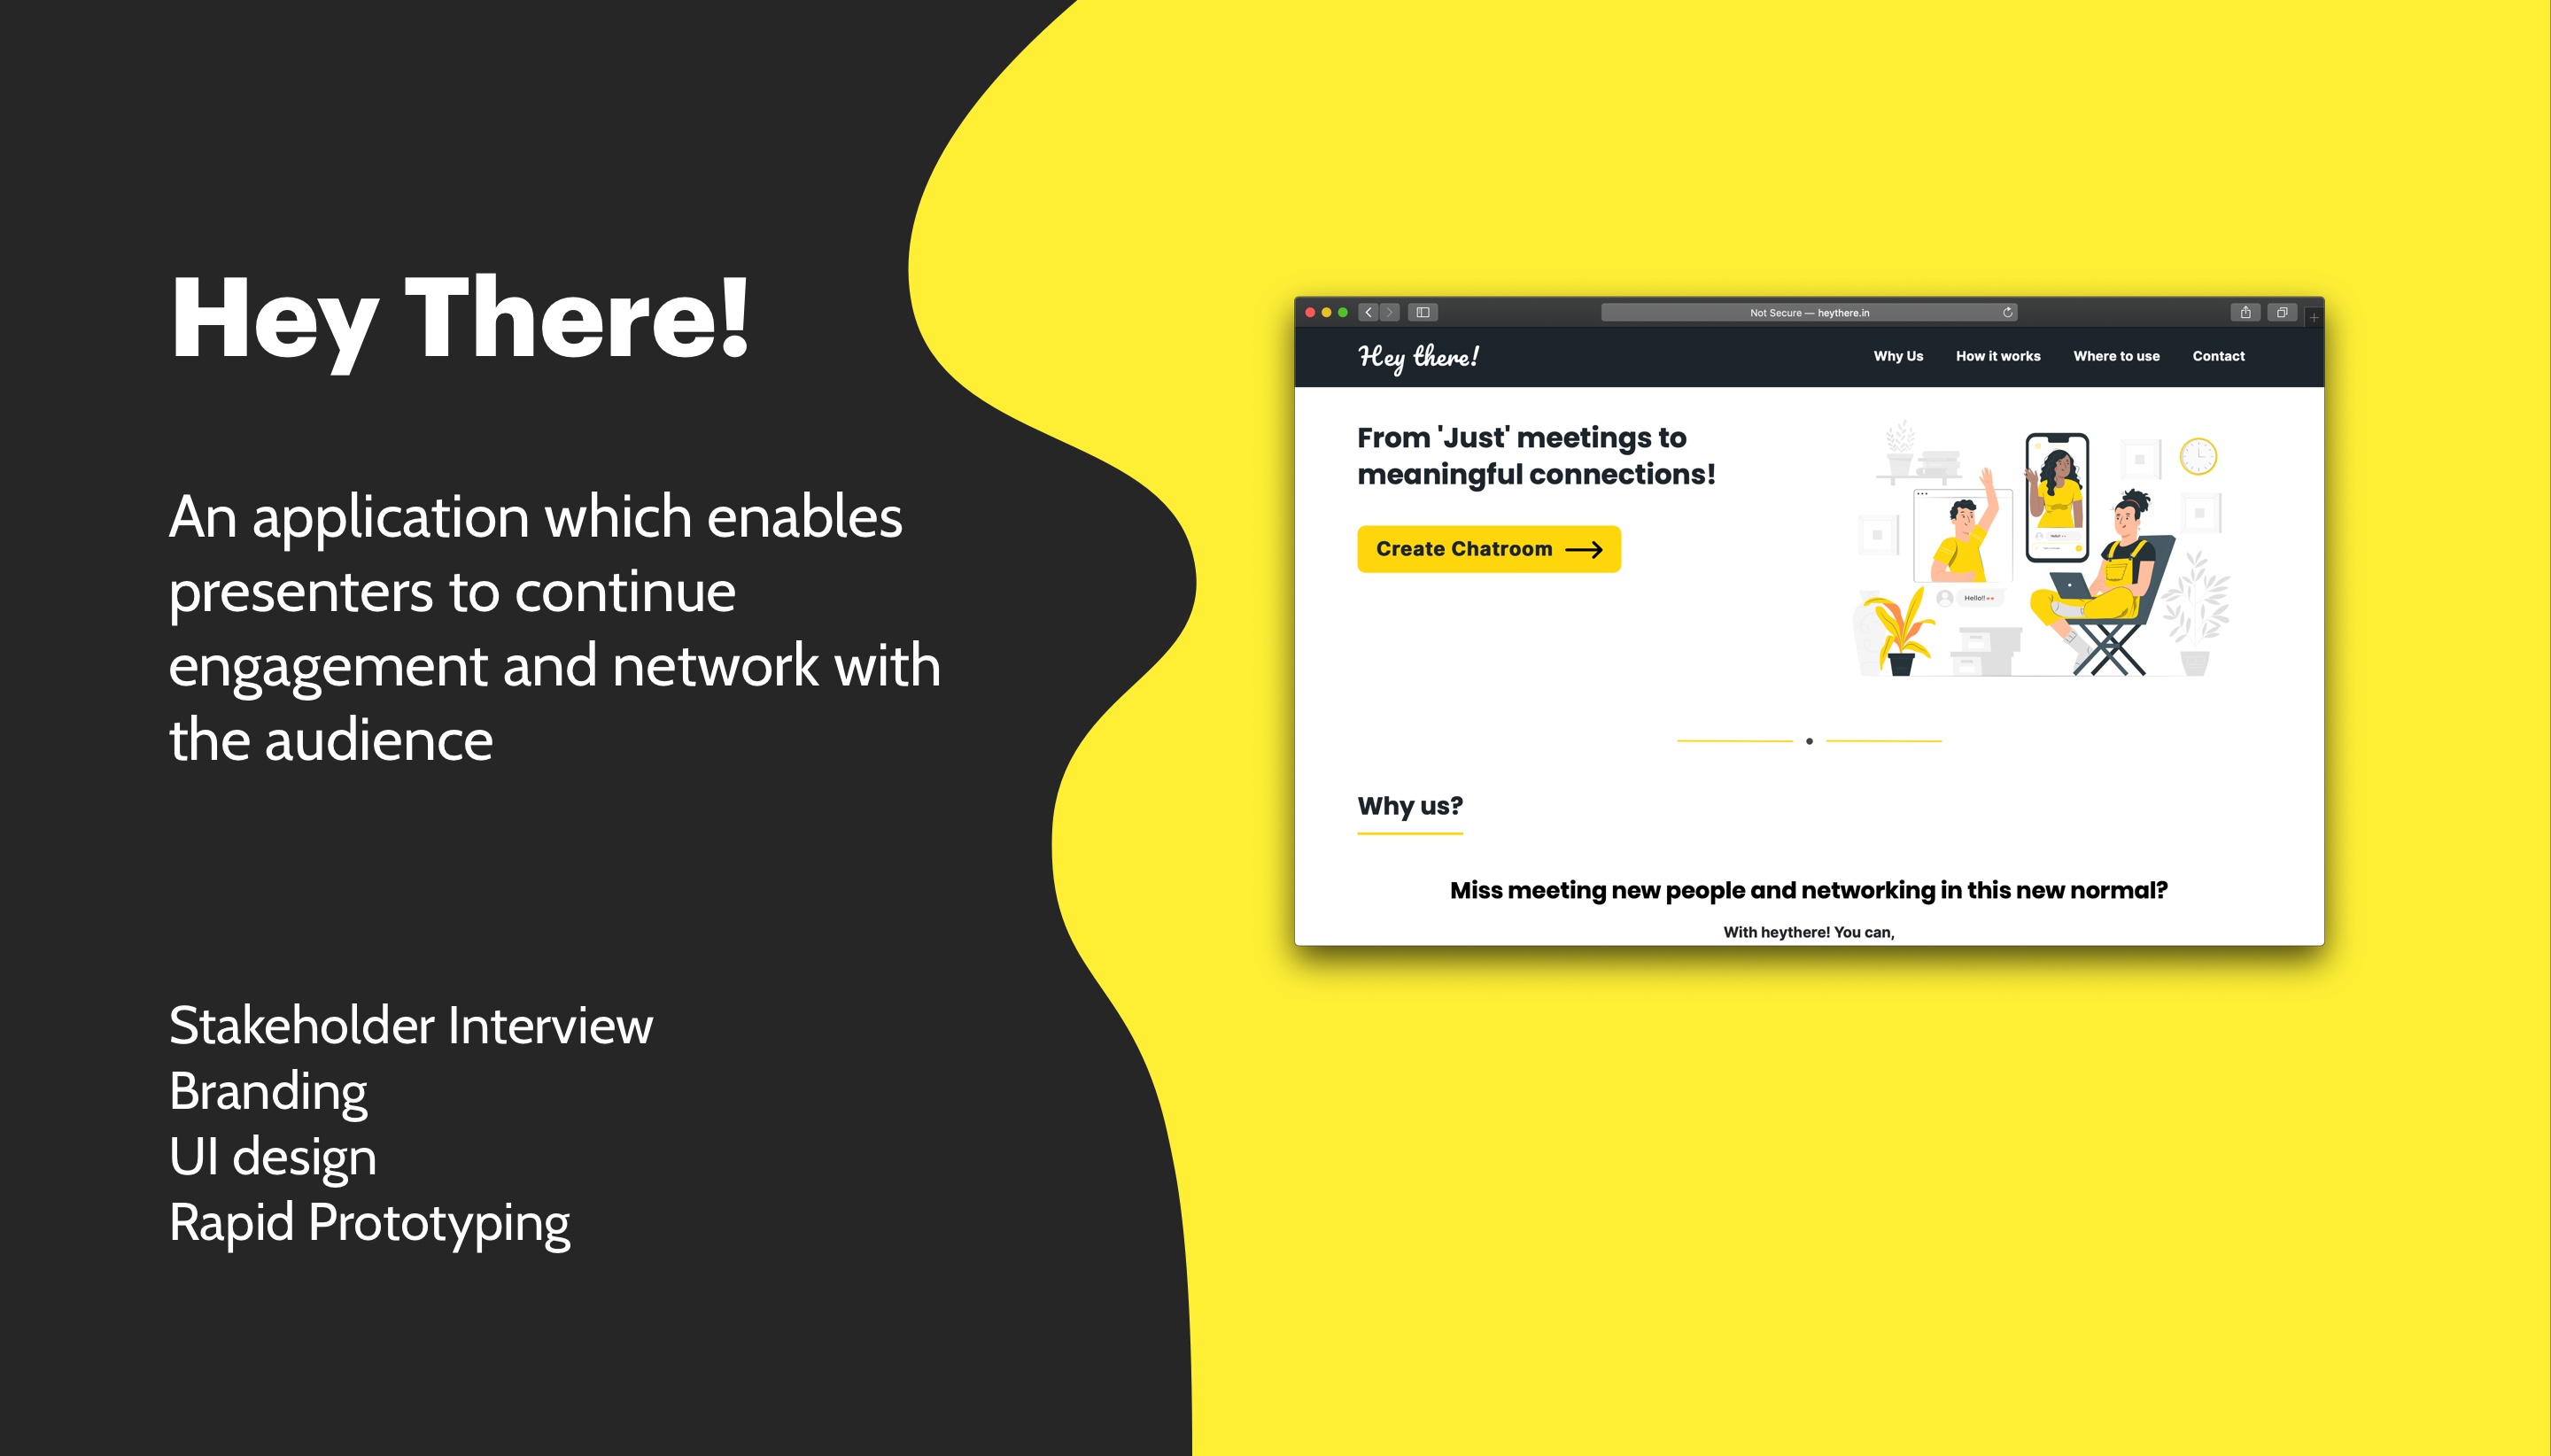 Hey There!
An application which enables
presenters to continue
engagement and network with
the audience
Stakeholder Interview
Branding
UI design
Rapid Prototyping
Not Secure — heythere.in
Hey there!
Why Us
How it works
Where to use
Contact
From 'Just' meetings to
meaningful connections!
Create Chatroom
Hello!!
Why us?
Miss meeting new people and networking in this new normal?
With heythere! You can,